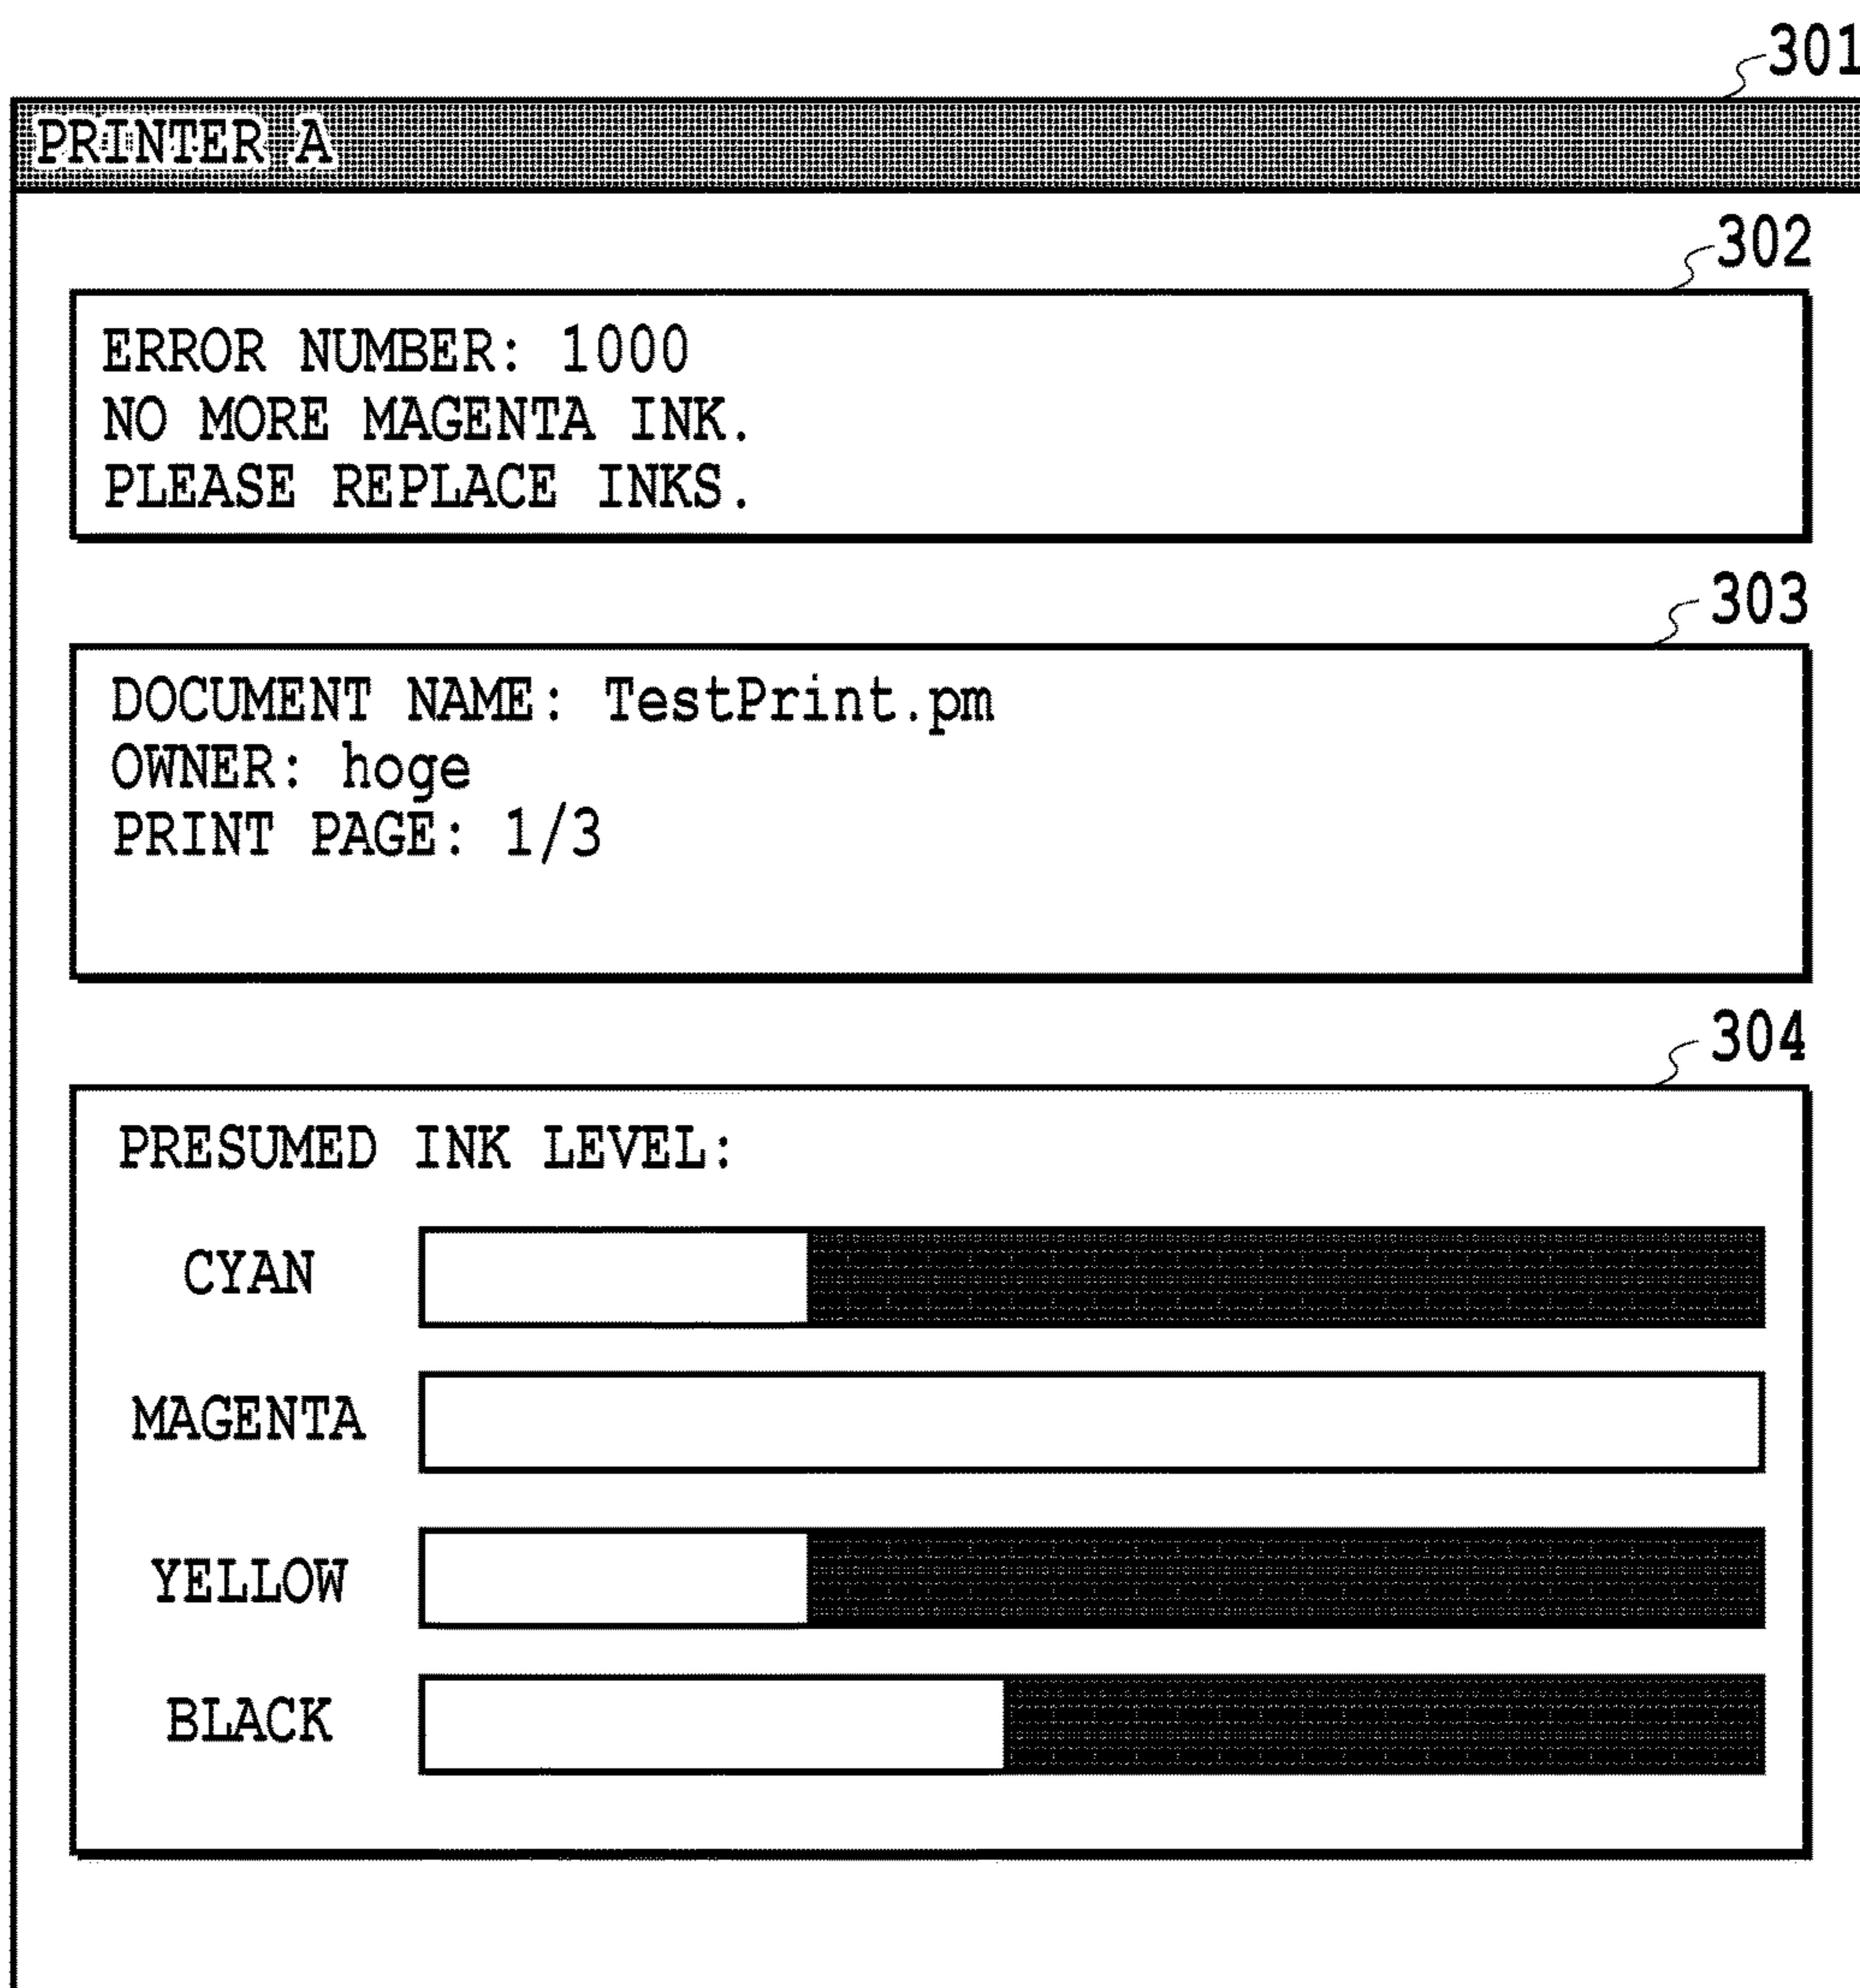 301
PRINTER A
302
ERROR NUMBER: 1000
NO MORE MAGENTA INK.
PLEASE REPLACE INKS.
303
DOCUMENT NAME: TestPrint.pm
OWNER: hoge
PRINT PAGE: 1/3
304
PRESUMED INK LEVEL:
CYAN
MAGENTA
YELLOW
BLACK